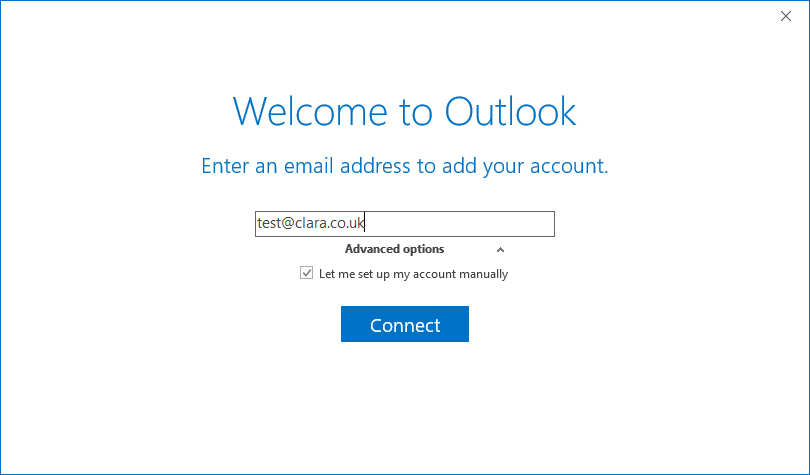 Welcome to Outlook
Enter an email address to add your account.
test@clara.co.uk
Advanced options
Let me set up my account manually
Connect